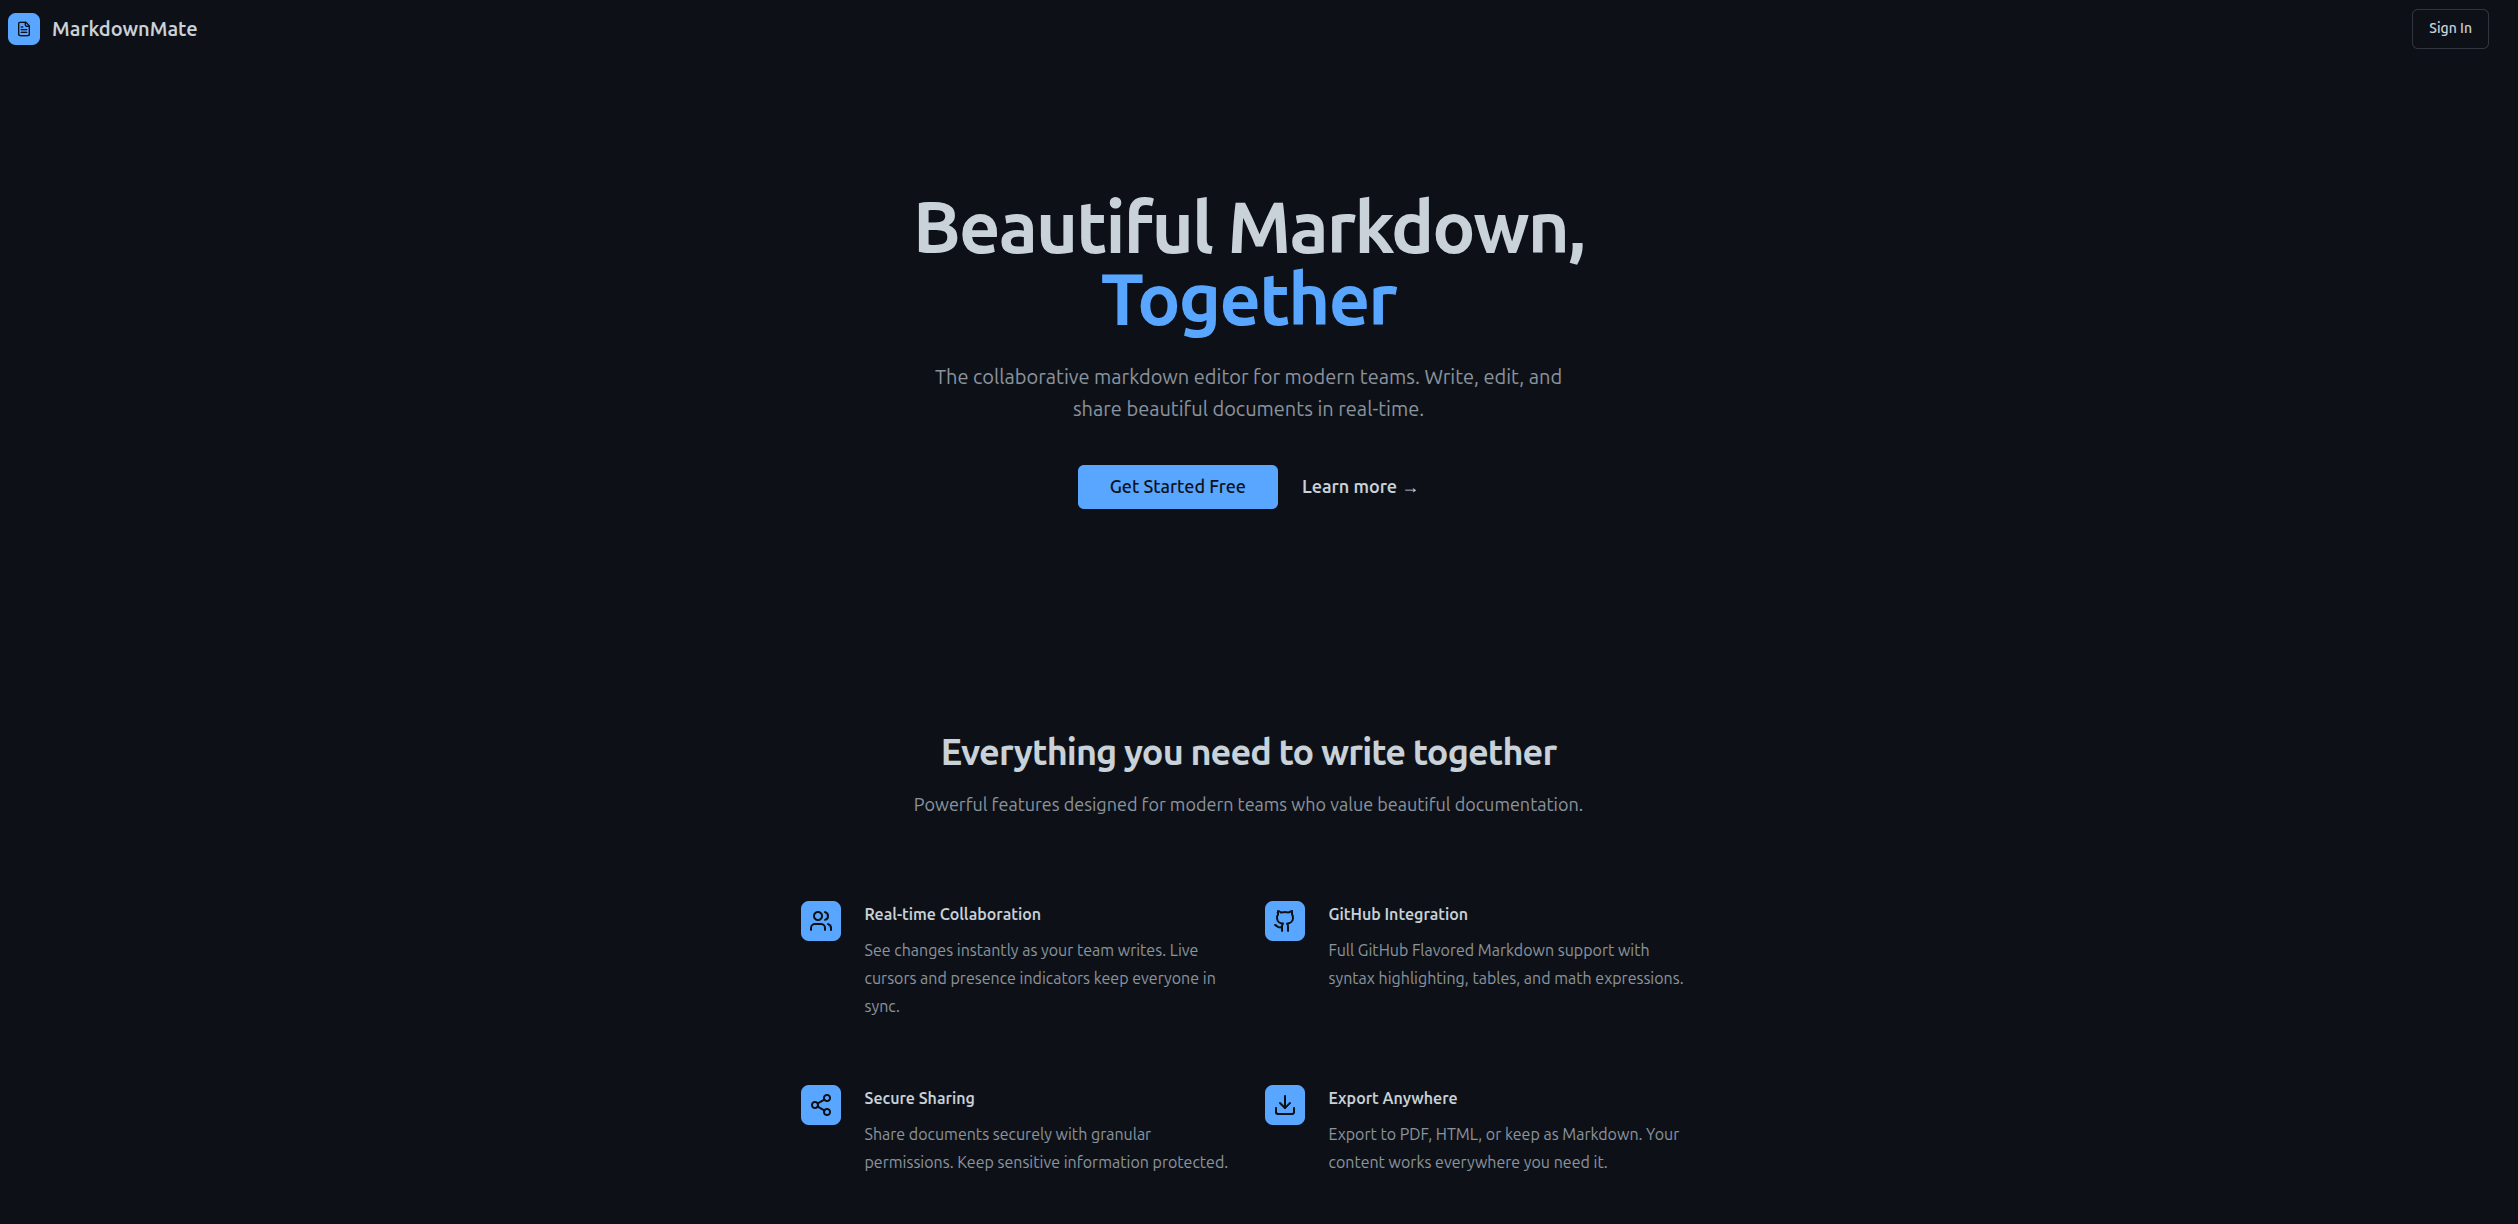 MarkdownMate
Sign In
Beautiful Markdown,
Together
The collaborative markdown editor for modern teams. Write, edit, and
share beautiful documents in real-time.
Get Started Free
Learn more →
Everything you need to write together
Powerful features designed for modern teams who value beautiful documentation.
Real-time Collaboration
See changes instantly as your team writes. Live
cursors and presence indicators keep everyone in
sync.
GitHub Integration
Full GitHub Flavored Markdown support with
syntax highlighting, tables, and math expressions.
Secure Sharing
Share documents securely with granular
permissions. Keep sensitive information protected.
Export Anywhere
Export to PDF, HTML, or keep as Markdown. Your
content works everywhere you need it.